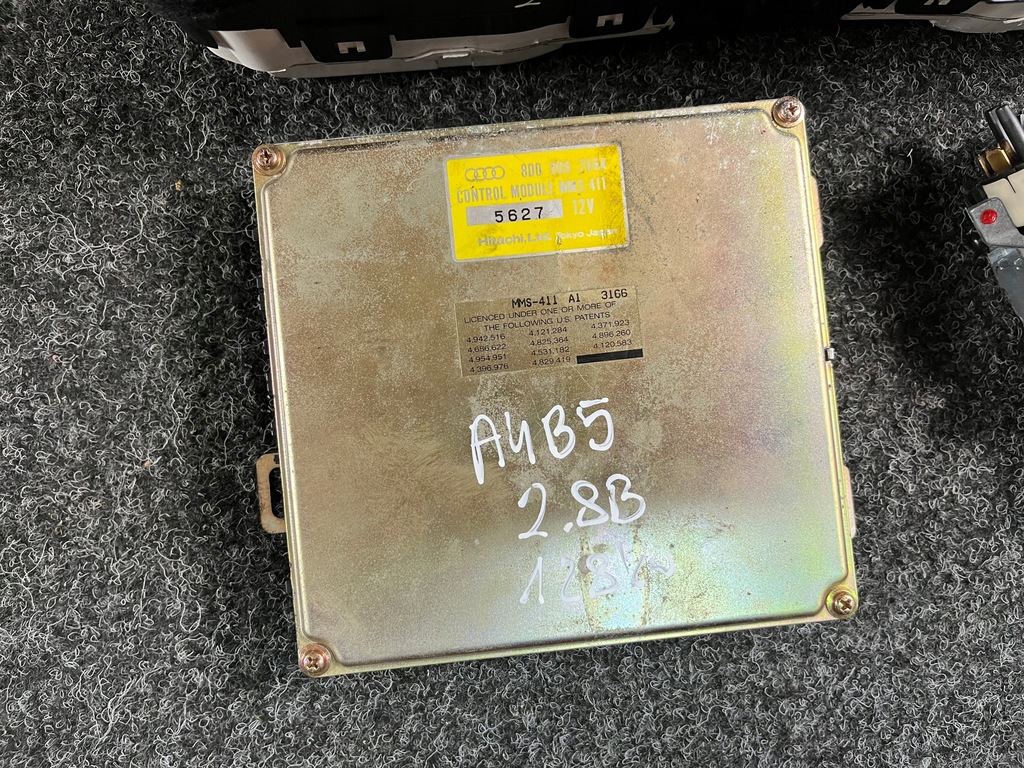 8D0
CONTROL MODULE MMS 411
5627 12V
Hitachi, Ltd. Tokyo Japan
MMS-411 A1 3166
LICENCED UNDER ONE OR MORE OF
THE FOLLOWING U.S. PATENTS
4.942,516 4.121,284 4.371,923
4.686,622 4.825,364 4.896,260
4.954,951 4.531,182 4.120,583
4.396,976 4.829,419
A4B5
2.8B
128kw